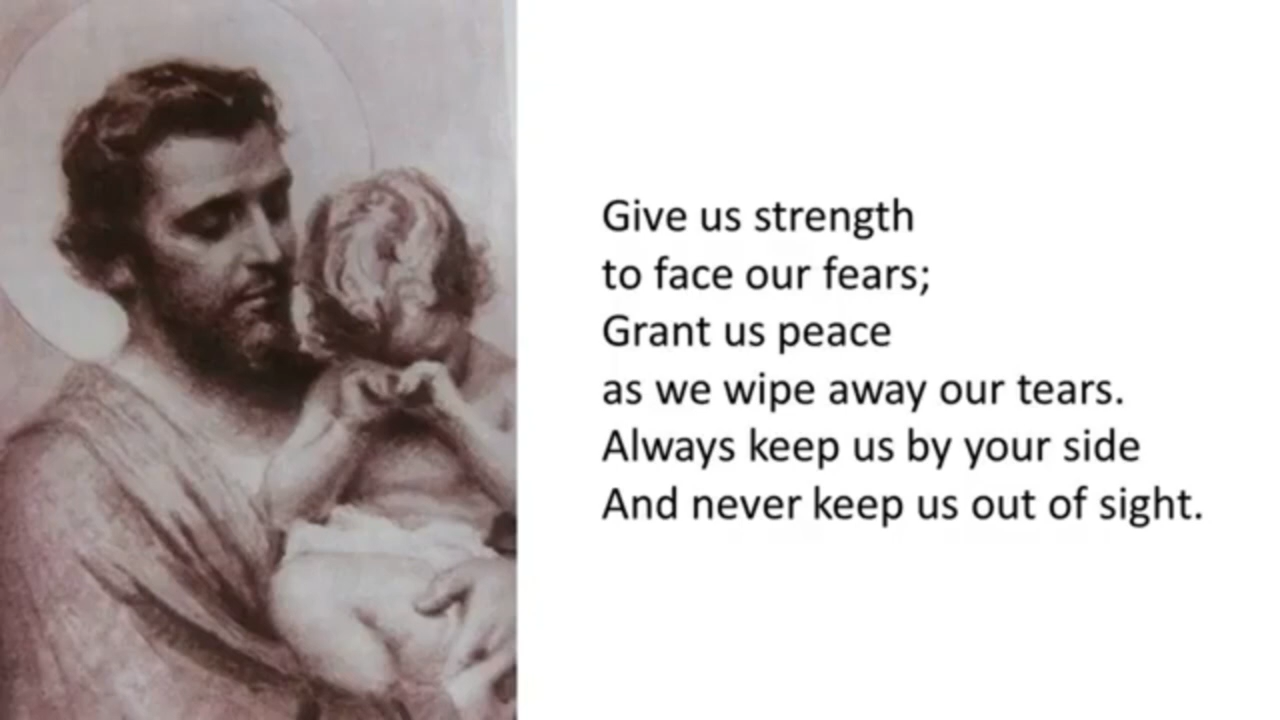 Give us strength
to face our fears;
Grant us peace
as we wipe away our tears.
Always keep us by your side
And never keep us out of sight.